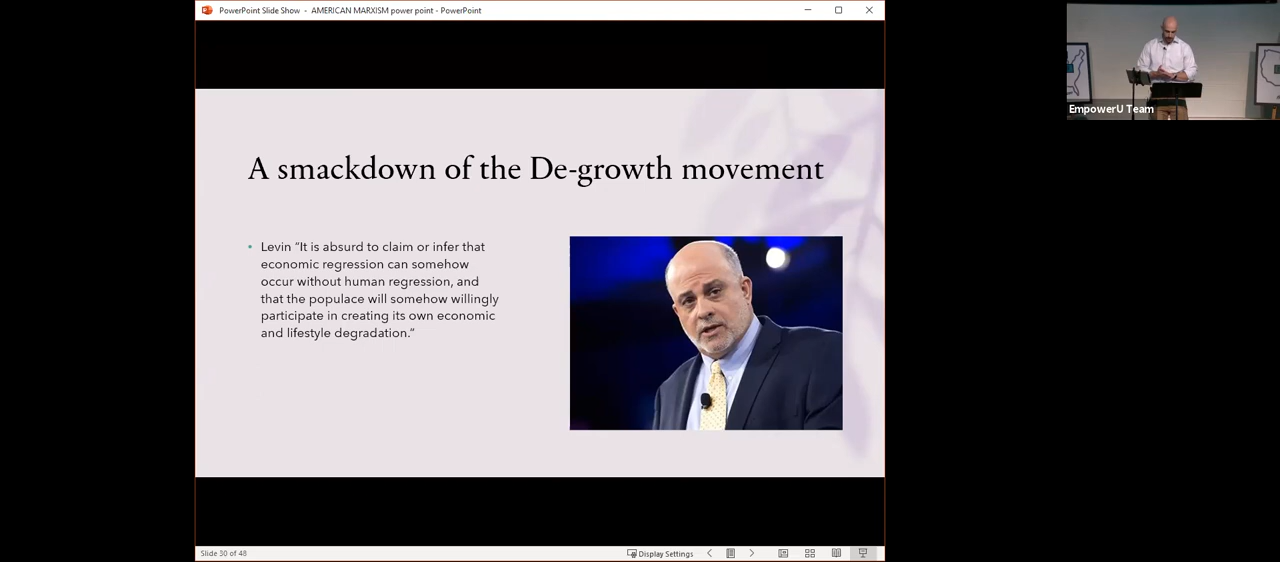 PowerPoint Slide Show - AMERICAN MARXISM power point - PowerPoint
EmpowerU Team
A smackdown of the De-growth movement
• Levin “It is absurd to claim or infer that
economic regression can somehow
occur without human regression, and
that the populace will somehow willingly
participate in creating its own economic
and lifestyle degradation.”
Slide 30 of 48
Display Settings